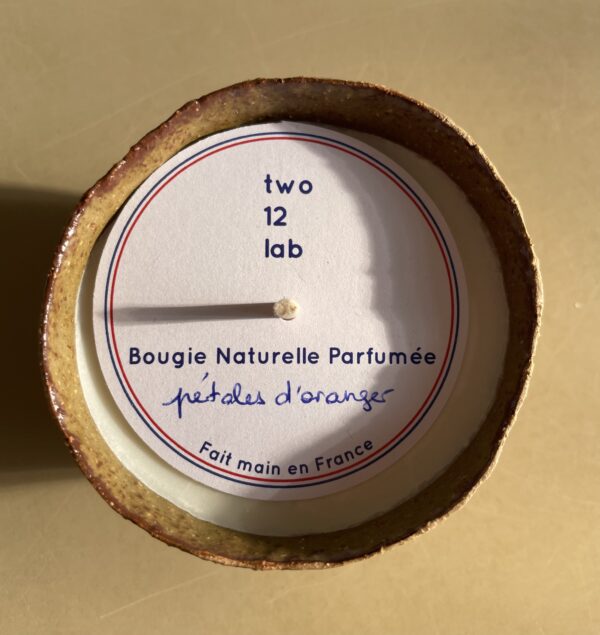 two
12
lab
Bougie Naturelle Parfumée
pétales d'oranger
Fait main en France